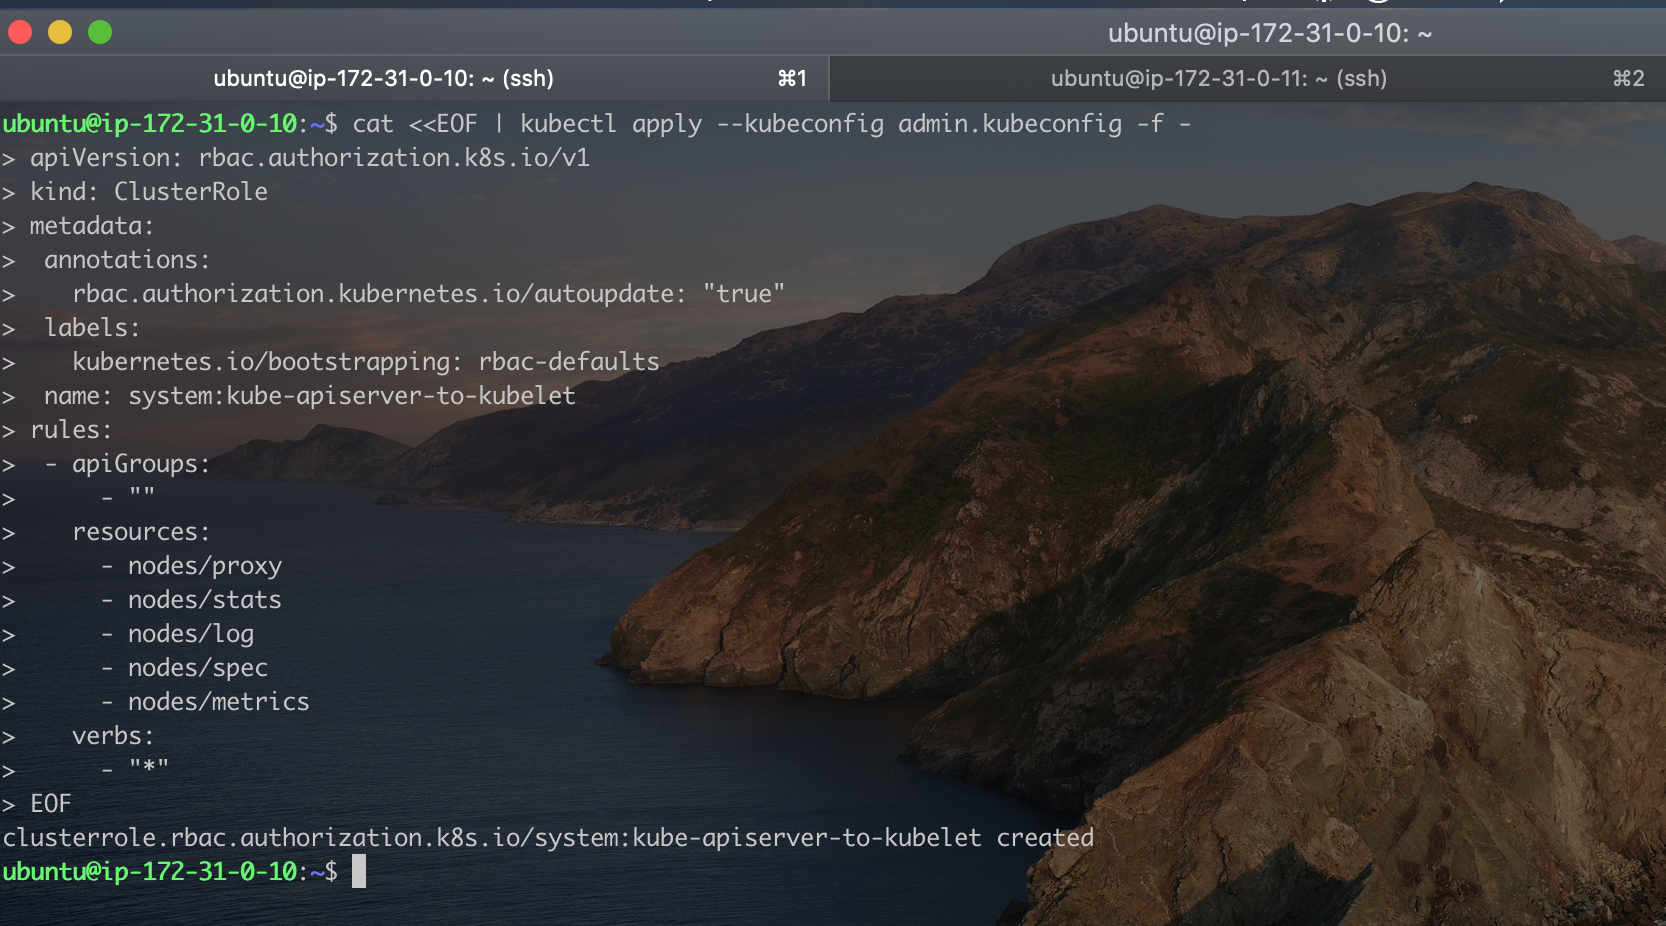 ubuntu@ip-172-31-0-10: ~
ubuntu@ip-172-31-0-10: ~ (ssh) ⌘1 ubuntu@ip-172-31-0-11: ~ (ssh) ⌘2
ubuntu@ip-172-31-0-10:~$ cat <<EOF | kubectl apply --kubeconfig admin.kubeconfig -f -
> apiVersion: rbac.authorization.k8s.io/v1
> kind: ClusterRole
> metadata:
>  annotations:
>    rbac.authorization.kubernetes.io/autoupdate: "true"
>  labels:
>    kubernetes.io/bootstrapping: rbac-defaults
>  name: system:kube-apiserver-to-kubelet
> rules:
>  - apiGroups:
>      - ""
>    resources:
>      - nodes/proxy
>      - nodes/stats
>      - nodes/log
>      - nodes/spec
>      - nodes/metrics
>    verbs:
>      - "*"
> EOF
clusterrole.rbac.authorization.k8s.io/system:kube-apiserver-to-kubelet created
ubuntu@ip-172-31-0-10:~$